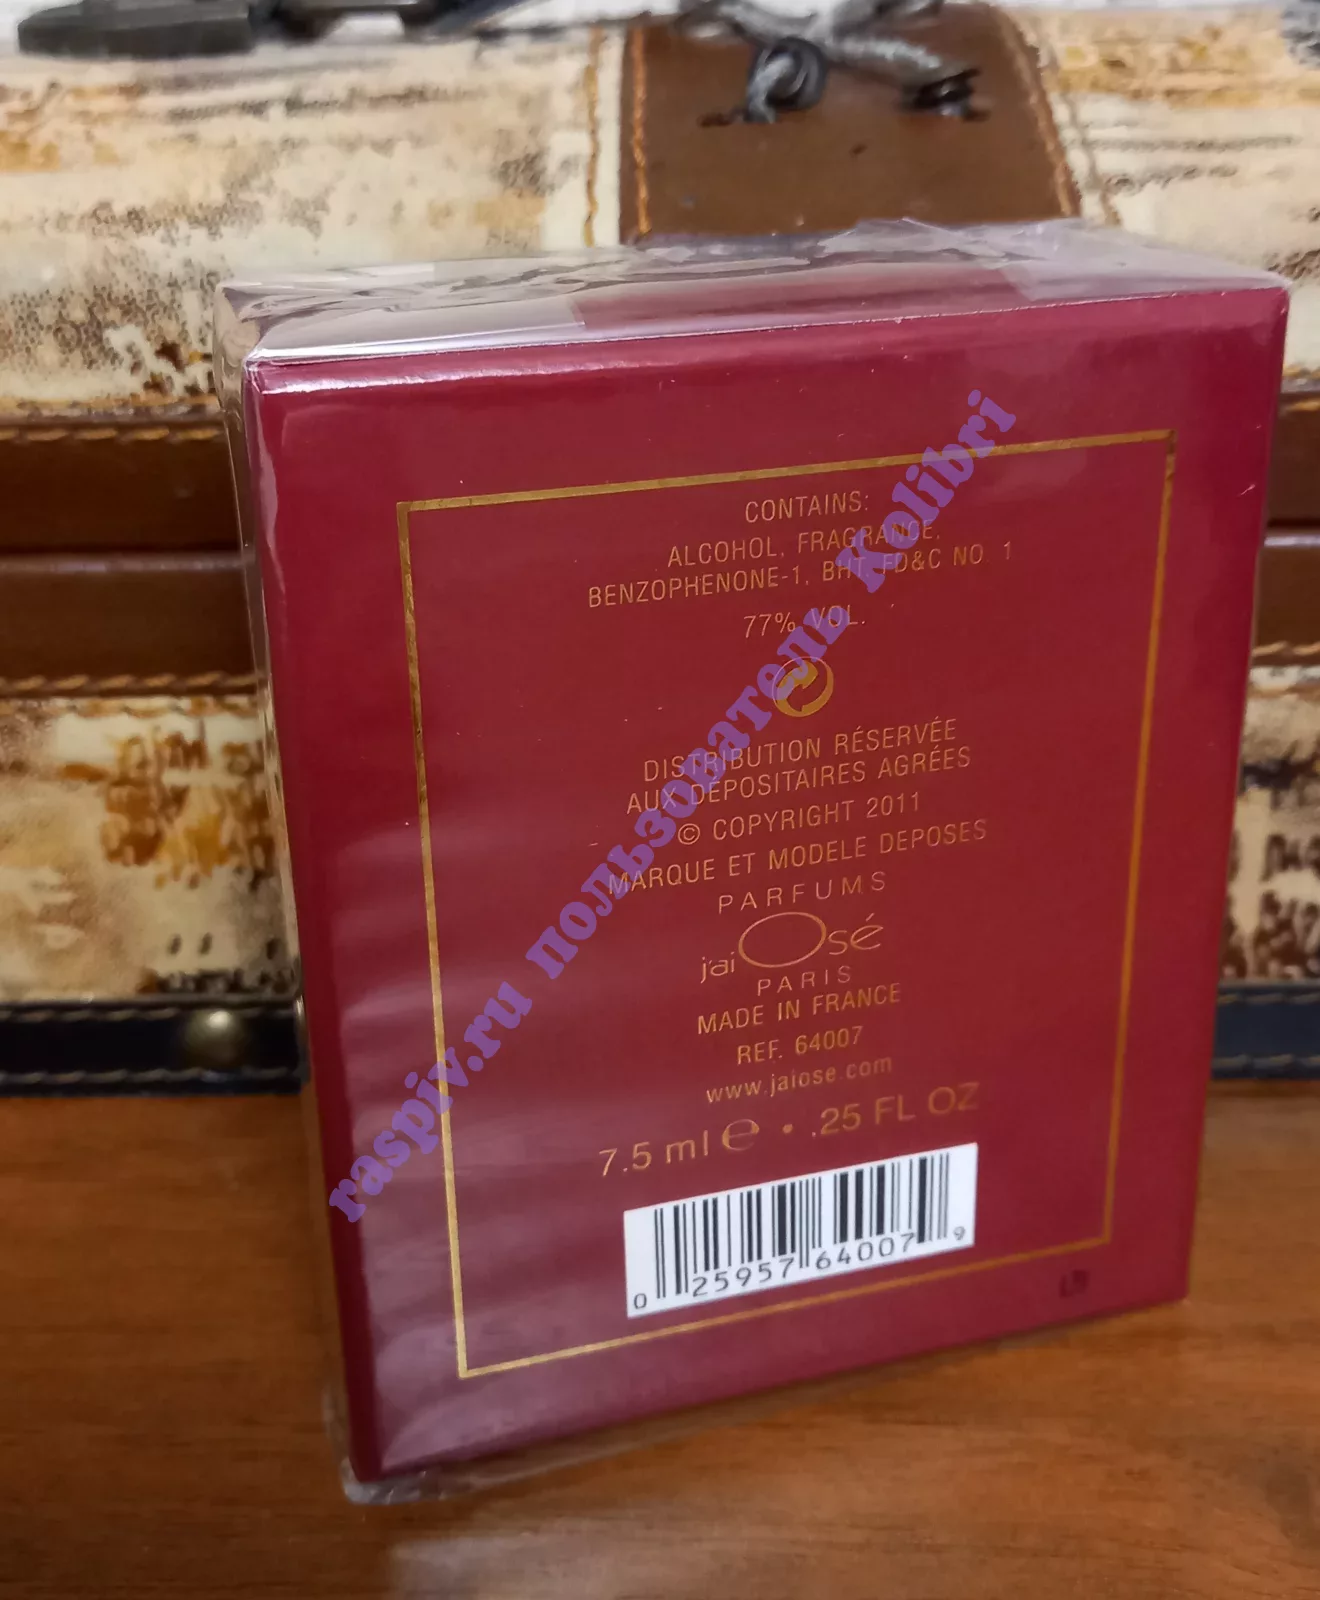 CONTAINS:
ALCOHOL, FRAGRANCE,
BENZOPHENONE-1, BHT, FD&C NO. 1
77% VOL.
DISTRIBUTION RÉSERVÉE
AUX DÉPOSITAIRES AGRÉES
© COPYRIGHT 2011
MARQUE ET MODELE DEPOSES
PARFUMS
j'ai Osé
PARIS
MADE IN FRANCE
REF. 64007
www.jaiose.com
7.5 ml ℮ • .25 FL OZ
0 25957 64007 9
raspiv.ru пользователь Kolibri